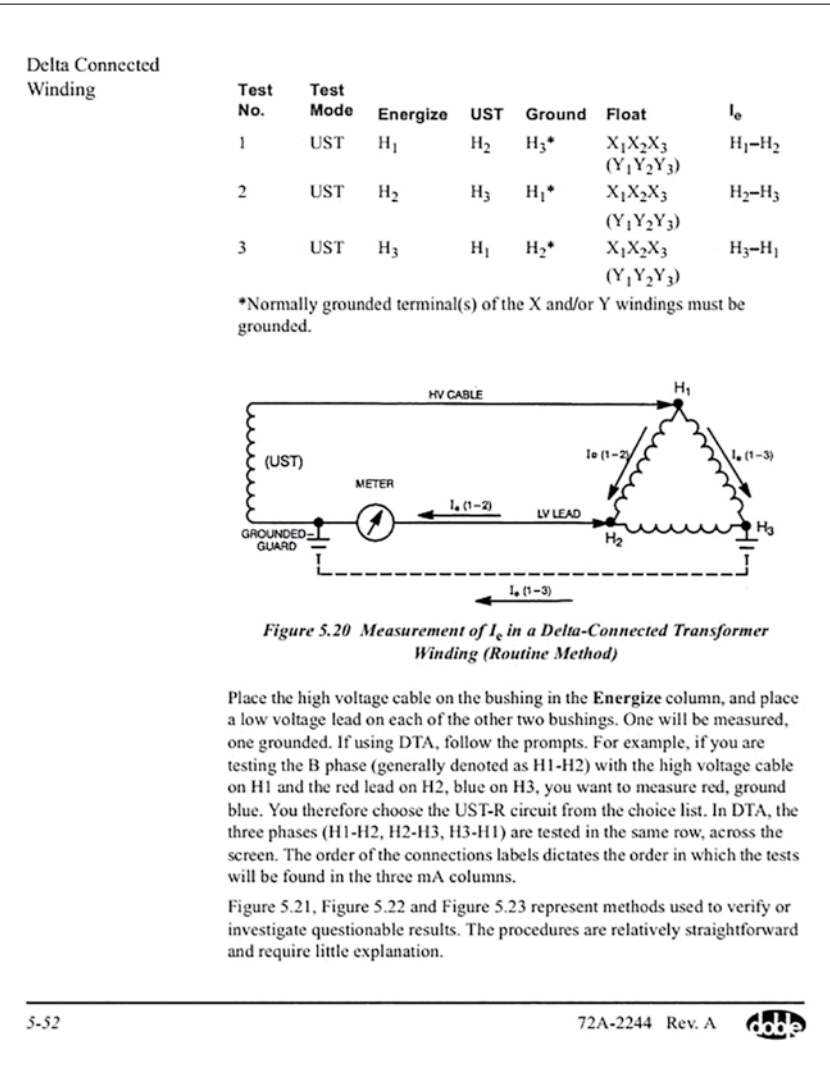 Delta Connected
Winding
Test No. Test Mode Energize UST Ground Float Iₑ
1 UST H₁ H₂ H₃* X₁X₂X₃ H₁–H₂
(Y₁Y₂Y₃)
2 UST H₂ H₃ H₁* X₁X₂X₃ H₂–H₃
(Y₁Y₂Y₃)
3 UST H₃ H₁ H₂* X₁X₂X₃ H₃–H₁
(Y₁Y₂Y₃)
*Normally grounded terminal(s) of the X and/or Y windings must be
grounded.
HV CABLE
H₁
(UST)
Iₑ (1–2)
Iₑ (1–3)
METER
Iₑ (1–2)
LV LEAD
GROUNDED–
GUARD
H₂
H₃
Iₑ (1–3)
Figure 5.20 Measurement of Iₑ in a Delta-Connected Transformer
Winding (Routine Method)
Place the high voltage cable on the bushing in the Energize column, and place
a low voltage lead on each of the other two bushings. One will be measured,
one grounded. If using DTA, follow the prompts. For example, if you are
testing the B phase (generally denoted as H1-H2) with the high voltage cable
on H1 and the red lead on H2, blue on H3, you want to measure red, ground
blue. You therefore choose the UST-R circuit from the choice list. In DTA, the
three phases (H1-H2, H2-H3, H3-H1) are tested in the same row, across the
screen. The order of the connections labels dictates the order in which the tests
will be found in the three mA columns.
Figure 5.21, Figure 5.22 and Figure 5.23 represent methods used to verify or
investigate questionable results. The procedures are relatively straightforward
and require little explanation.
5-52
72A-2244 Rev. A
doble